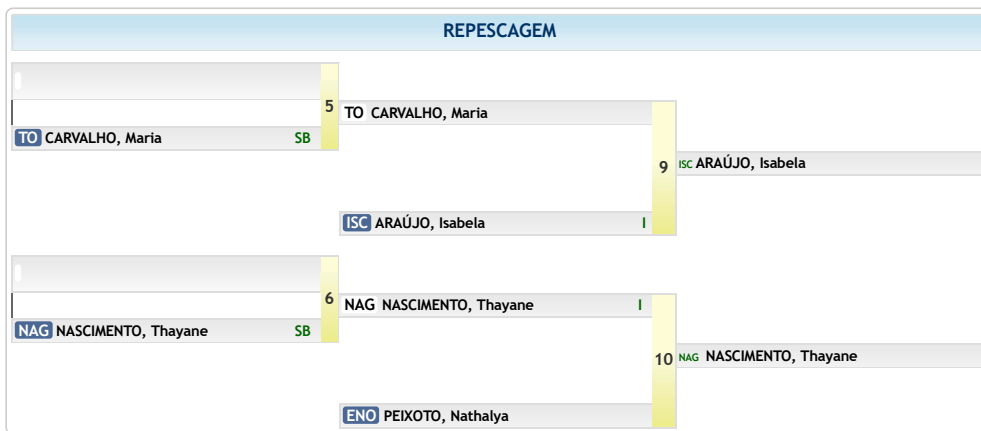 REPESCAGEM
5
TO CARVALHO, Maria SB
TO CARVALHO, Maria
9
ISC ARAÚJO, Isabela
ISC ARAÚJO, Isabela I
6
NAG NASCIMENTO, Thayane SB
NAG NASCIMENTO, Thayane I
10
NAG NASCIMENTO, Thayane
ENO PEIXOTO, Nathalya